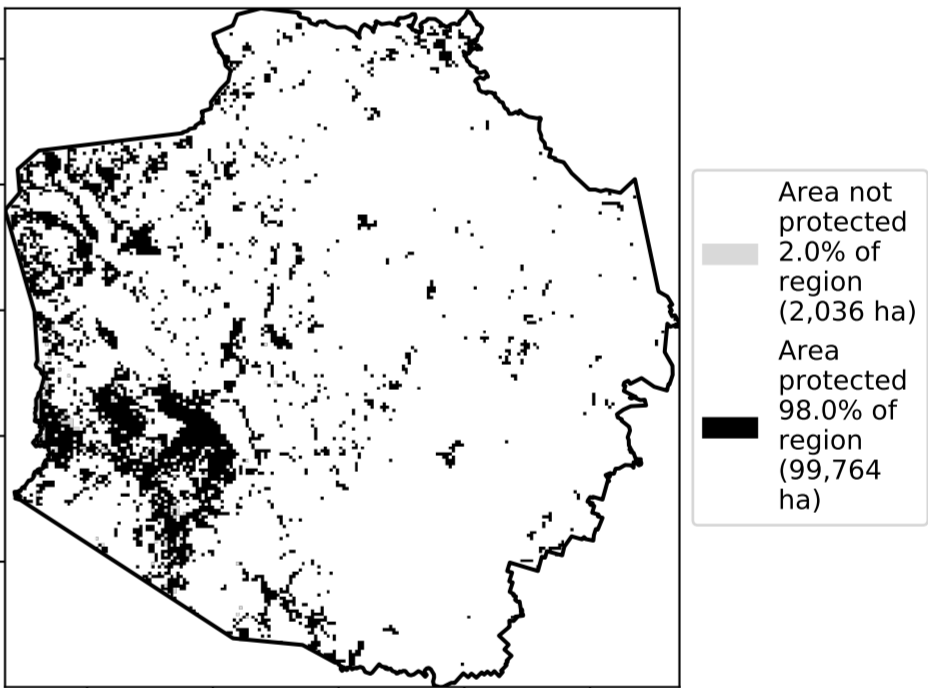 Area not
protected
2.0% of
region
(2,036 ha)
Area
protected
98.0% of
region
(99,764
ha)